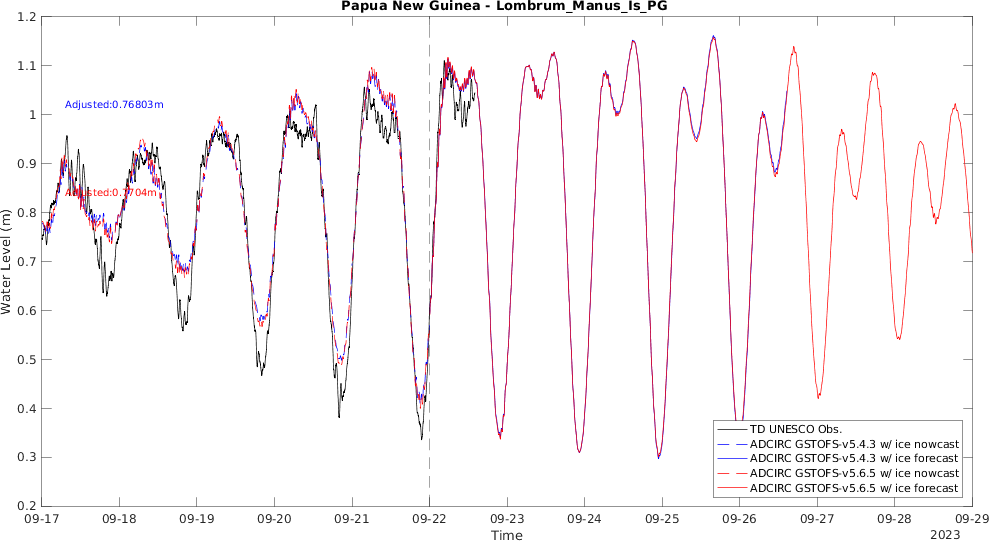 Papua New Guinea - Lombrum_Manus_Is_PG
1.2
1.1
1
0.9
0.8
0.7
0.6
0.5
0.4
0.3
0.2
Water Level (m)
Adjusted:0.76803m
Adjusted:0.7704m
TD UNESCO Obs.
ADCIRC GSTOFS-v5.4.3 w/ ice nowcast
ADCIRC GSTOFS-v5.4.3 w/ ice forecast
ADCIRC GSTOFS-v5.6.5 w/ ice nowcast
ADCIRC GSTOFS-v5.6.5 w/ ice forecast
09-17 09-18 09-19 09-20 09-21 09-22 09-23 09-24 09-25 09-26 09-27 09-28 09-29
Time
2023